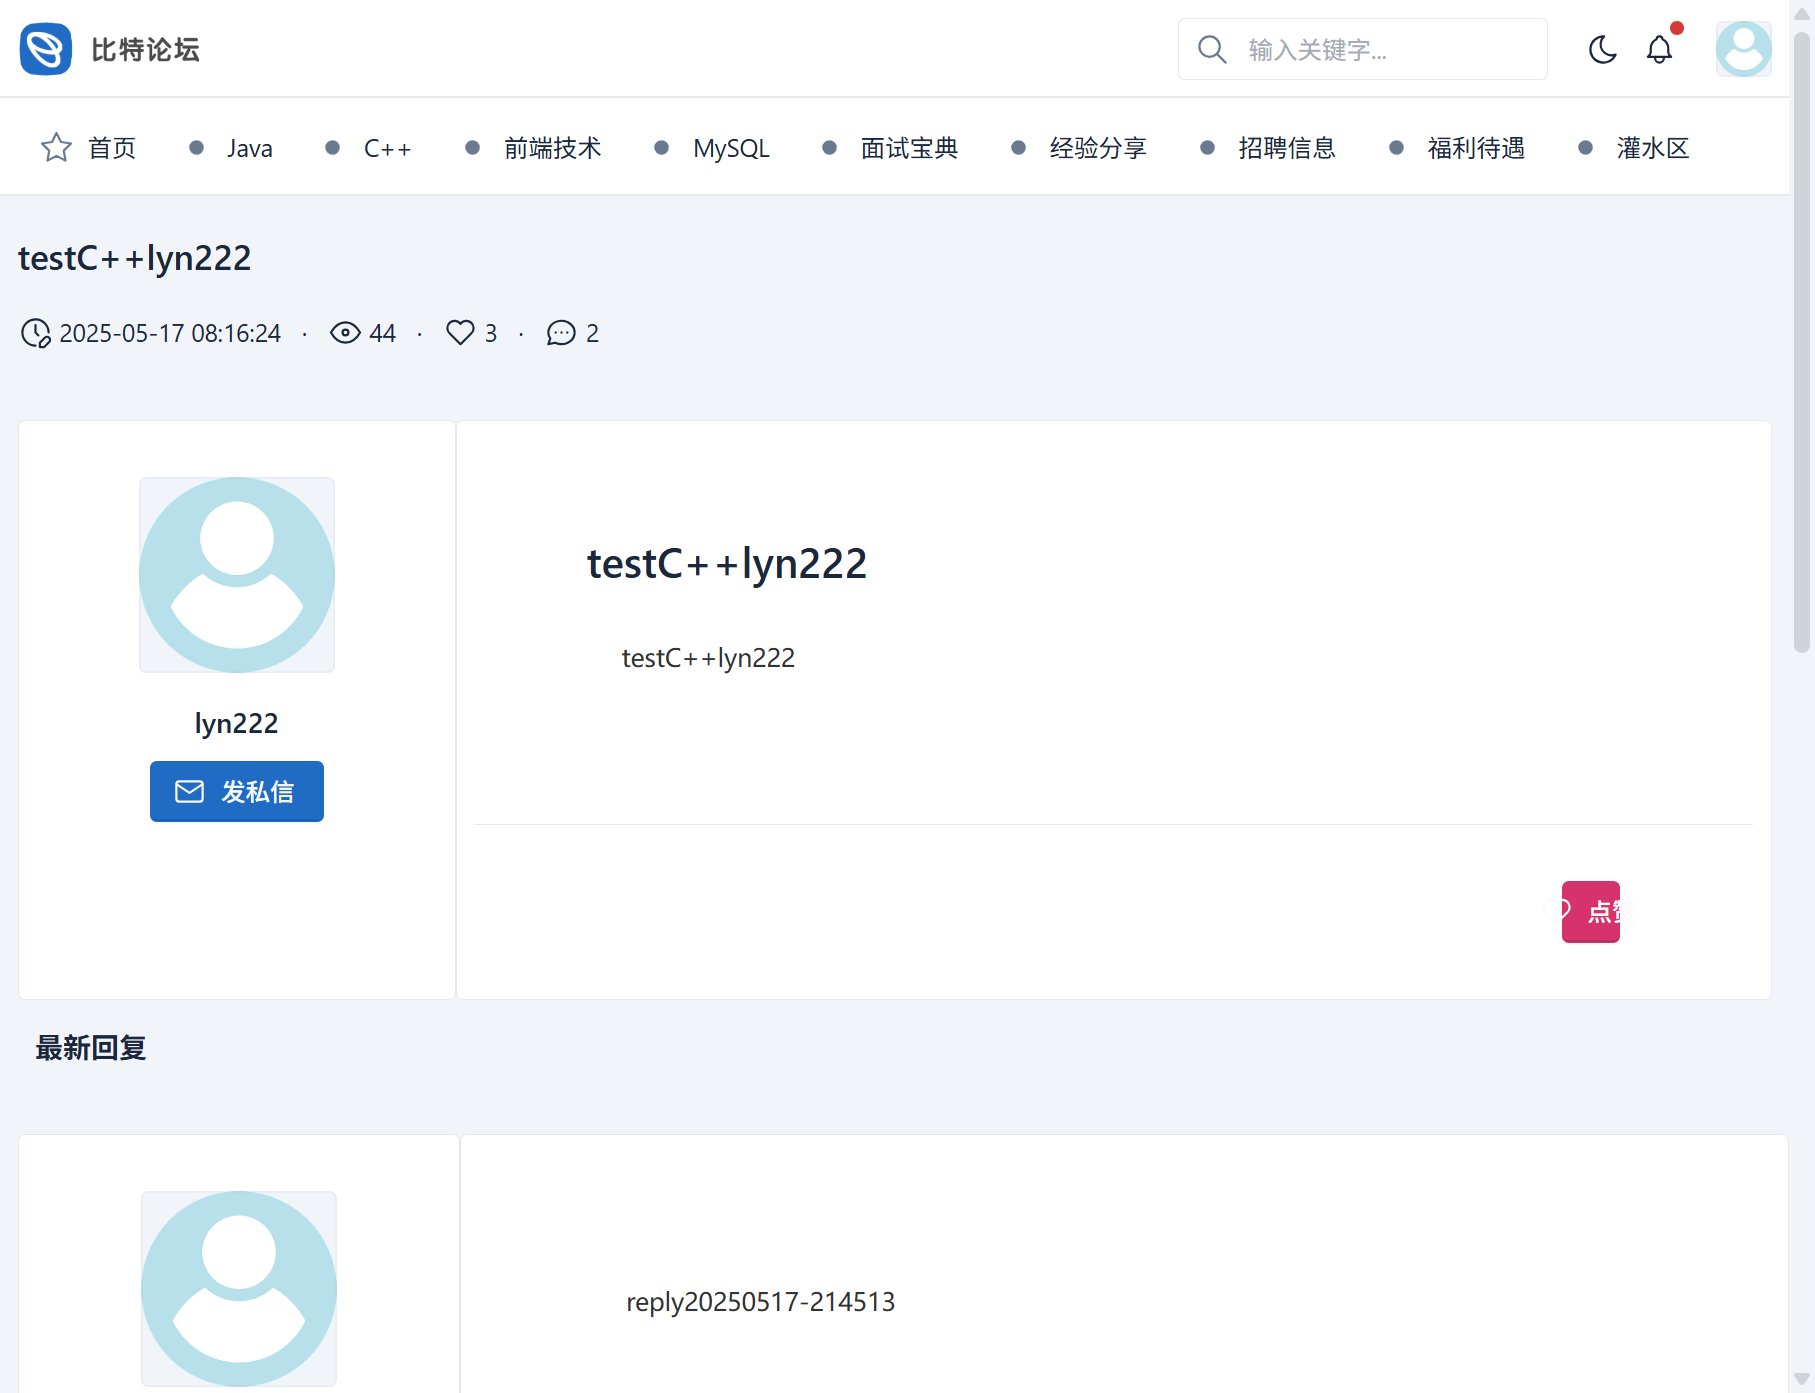 比特论坛
输入关键字...
首页 Java C++ 前端技术 MySQL 面试宝典 经验分享 招聘信息 福利待遇 灌水区
testC++lyn222
2025-05-17 08:16:24 · 44 · 3 · 2
testC++lyn222
testC++lyn222
lyn222
发私信
点赞
最新回复
reply20250517-214513